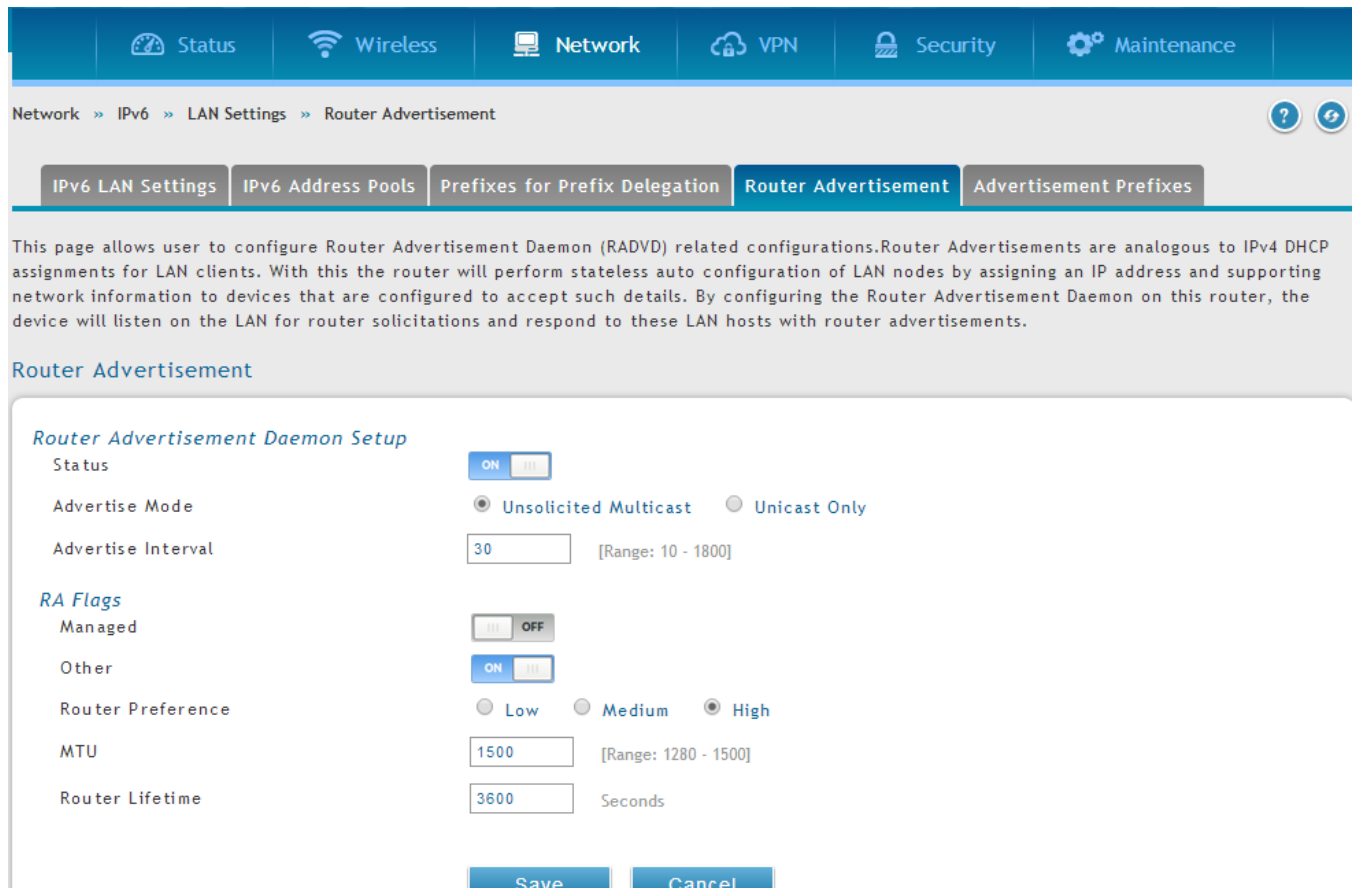 Status Wireless Network VPN Security Maintenance
Network » IPv6 » LAN Settings » Router Advertisement ?
IPv6 LAN Settings IPv6 Address Pools Prefixes for Prefix Delegation Router Advertisement Advertisement Prefixes
This page allows user to configure Router Advertisement Daemon (RADVD) related configurations.Router Advertisements are analogous to IPv4 DHCP
assignments for LAN clients. With this the router will perform stateless auto configuration of LAN nodes by assigning an IP address and supporting
network information to devices that are configured to accept such details. By configuring the Router Advertisement Daemon on this router, the
device will listen on the LAN for router solicitations and respond to these LAN hosts with router advertisements.
Router Advertisement
Router Advertisement Daemon Setup
Status ON
Advertise Mode Unsolicited Multicast Unicast Only
Advertise Interval 30 [Range: 10 - 1800]
RA Flags
Managed OFF
Other ON
Router Preference Low Medium High
MTU 1500 [Range: 1280 - 1500]
Router Lifetime 3600 Seconds
Save Cancel